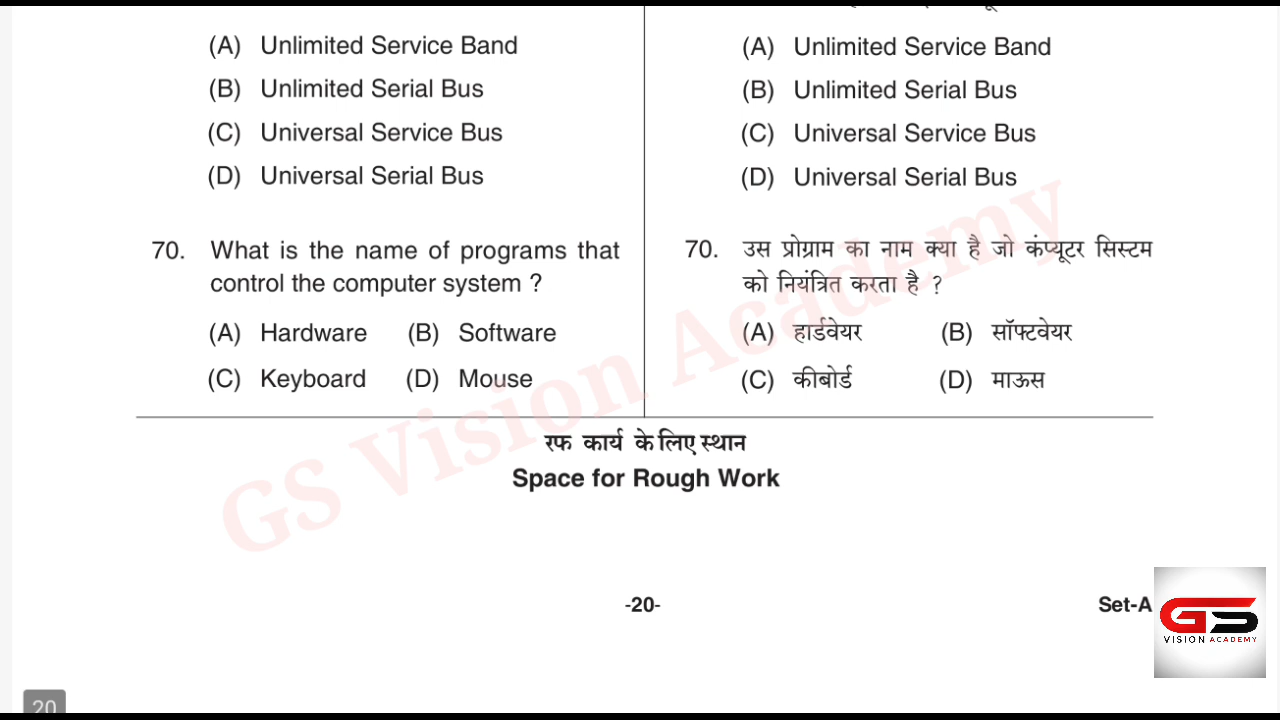 (A) Unlimited Service Band
(B) Unlimited Serial Bus
(C) Universal Service Bus
(D) Universal Serial Bus
70. What is the name of programs that
control the computer system ?
(A) Hardware (B) Software
(C) Keyboard (D) Mouse
(A) Unlimited Service Band
(B) Unlimited Serial Bus
(C) Universal Service Bus
(D) Universal Serial Bus
70. उस प्रोग्राम का नाम क्या है जो कंप्यूटर सिस्टम
को नियंत्रित करता है ?
(A) हार्डवेयर (B) सॉफ्टवेयर
(C) कीबोर्ड (D) माऊस
GS Vision Academy
रफ कार्य के लिए स्थान
Space for Rough Work
-20-
Set-A
GS
VISION ACADEMY
20